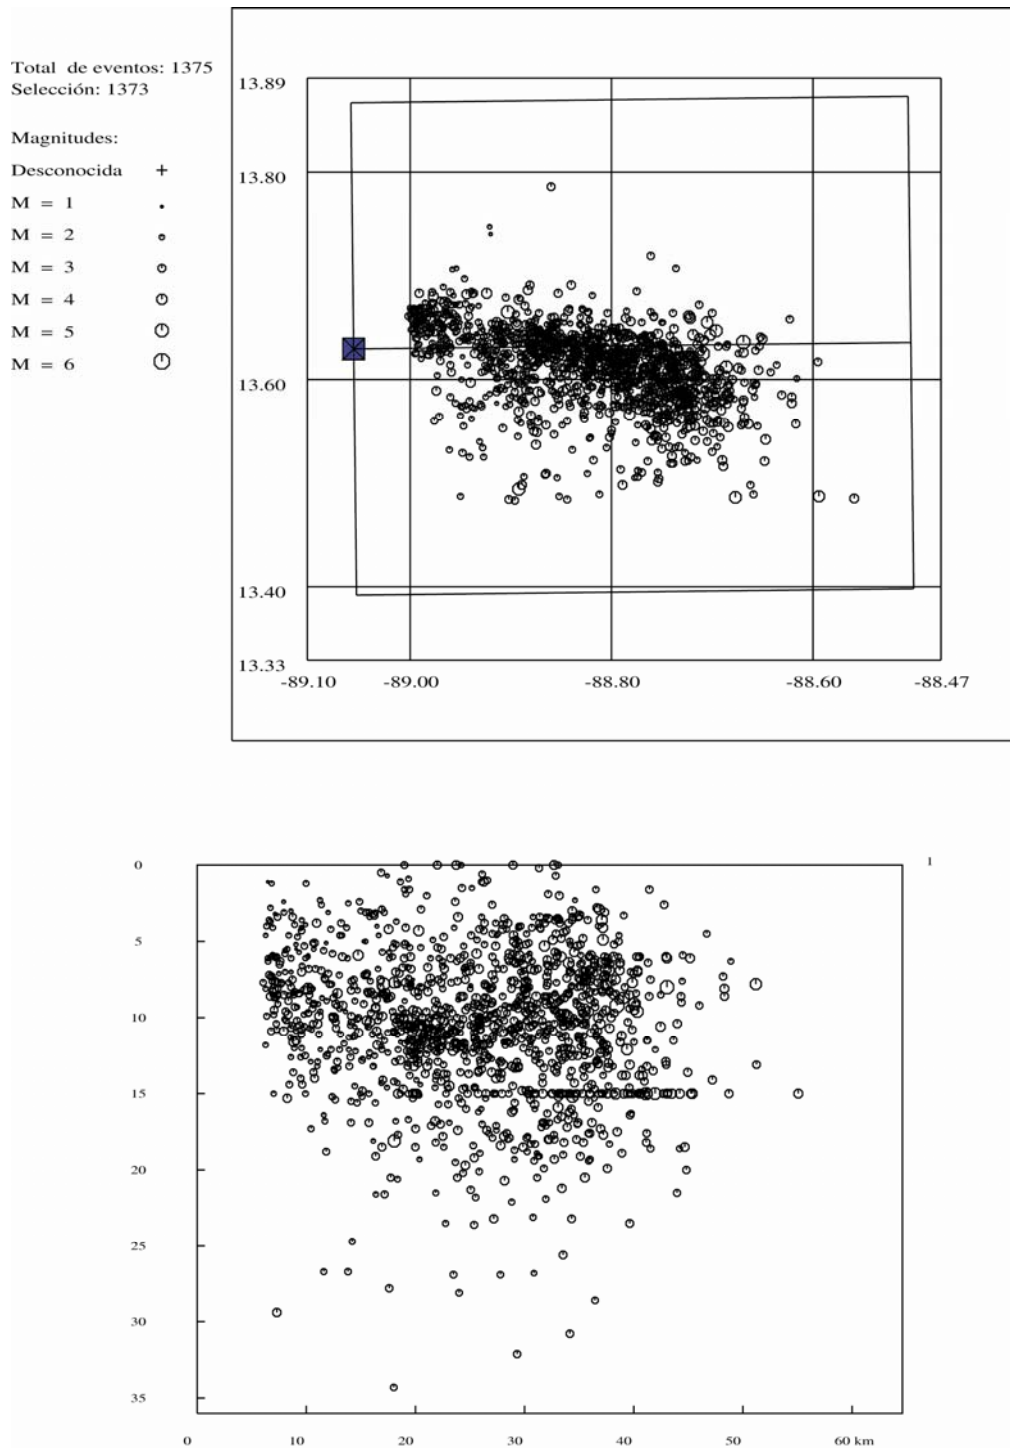 Total de eventos: 1375
Selección: 1373
Magnitudes:
Desconocida
M = 1
M = 2
M = 3
M = 4
M = 5
M = 6
13.89
13.80
13.60
13.40
13.33
-89.10 -89.00 -88.80 -88.60 -88.47
1
0
5
10
15
20
25
30
35
0 10 20 30 40 50 60 km